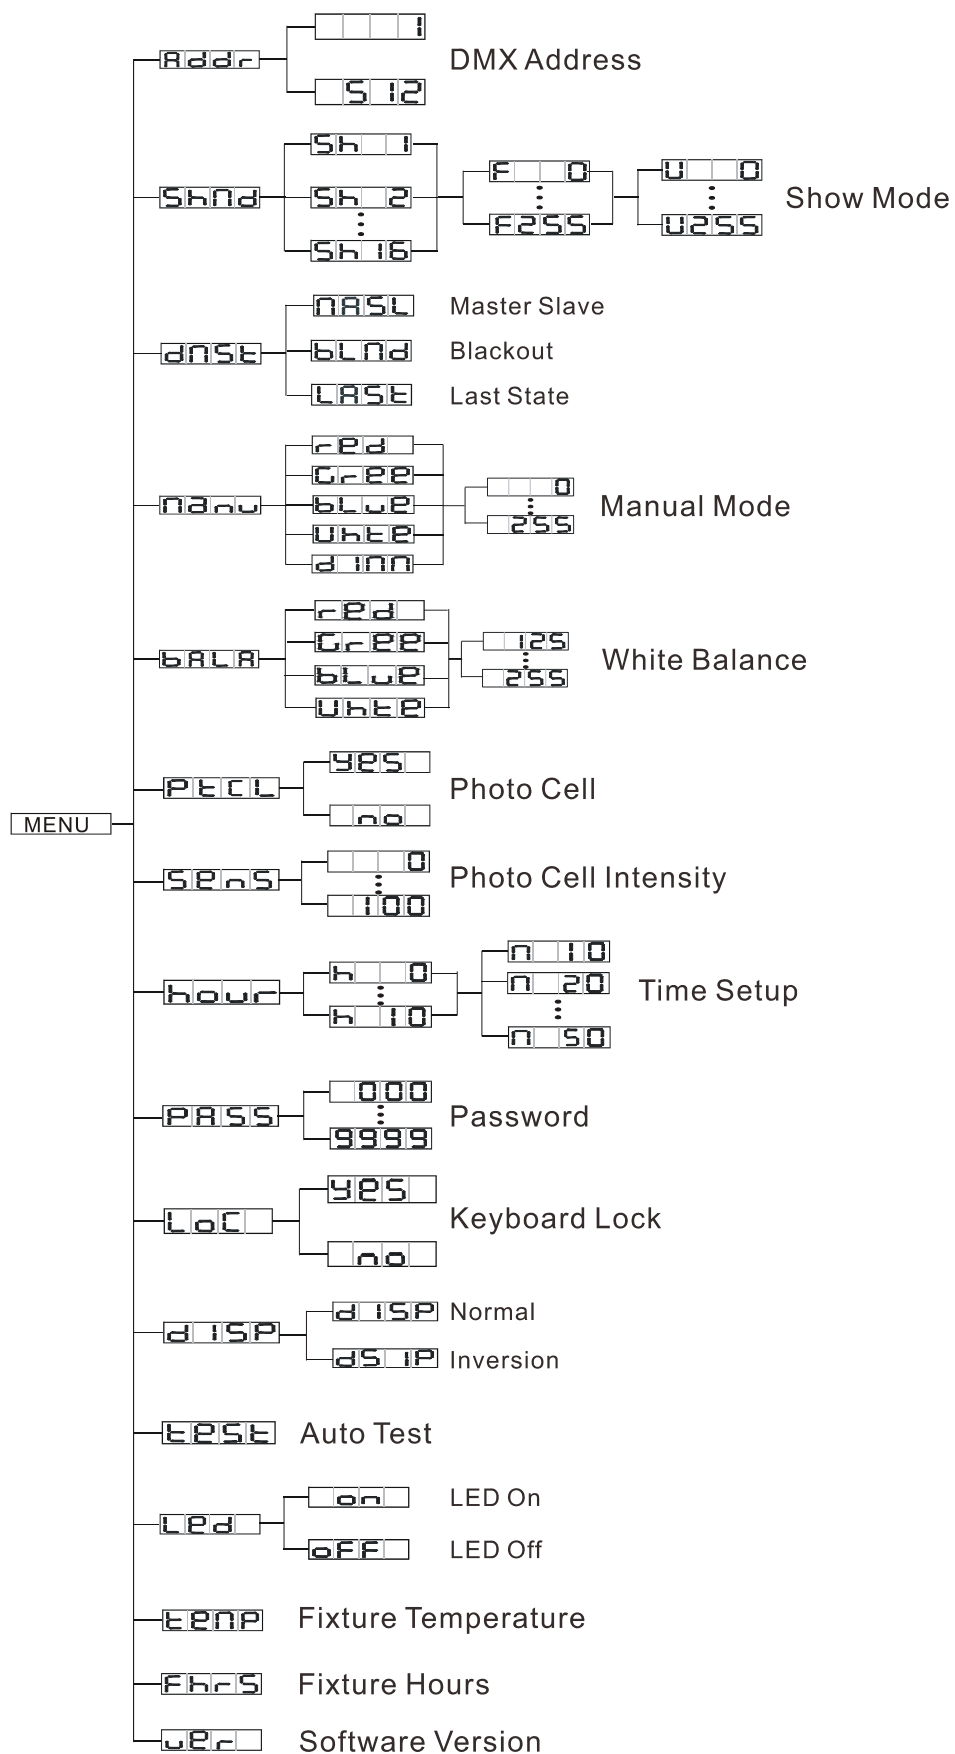 Addr
1
512
DMX Address
ShNd
Sh 1
Sh 2
Sh16
F 0
F255
U 0
U255
Show Mode
dNSt
NASL
Master Slave
bLNd
Blackout
LASt
Last State
Nanu
red
Gree
bLue
Uhte
diNN
0
255
Manual Mode
bALA
red
Gree
bLue
Uhte
125
255
White Balance
PtCL
yes
no
Photo Cell
MENU
SenS
0
100
Photo Cell Intensity
hour
h 0
h 10
n 10
n 20
n 50
Time Setup
PASS
000
9999
Password
LoC
yeS
no
Keyboard Lock
dISP
dISP
Normal
dSIP
Inversion
teSt
Auto Test
Led
on
LED On
oFF
LED Off
teNP
Fixture Temperature
FhrS
Fixture Hours
uer
Software Version